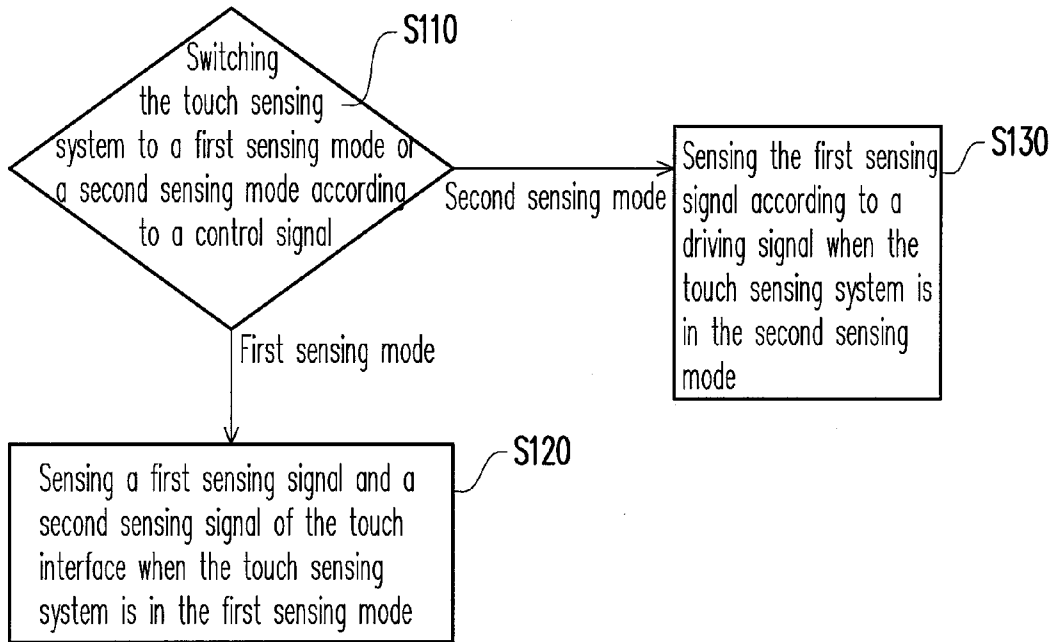 S110
Switching
the touch sensing
system to a first sensing mode or
a second sensing mode according
to a control signal
Second sensing mode
S130
Sensing the first sensing
signal according to a
driving signal when the
touch sensing system is
in the second sensing
mode
First sensing mode
S120
Sensing a first sensing signal and a
second sensing signal of the touch
interface when the touch sensing
system is in the first sensing mode